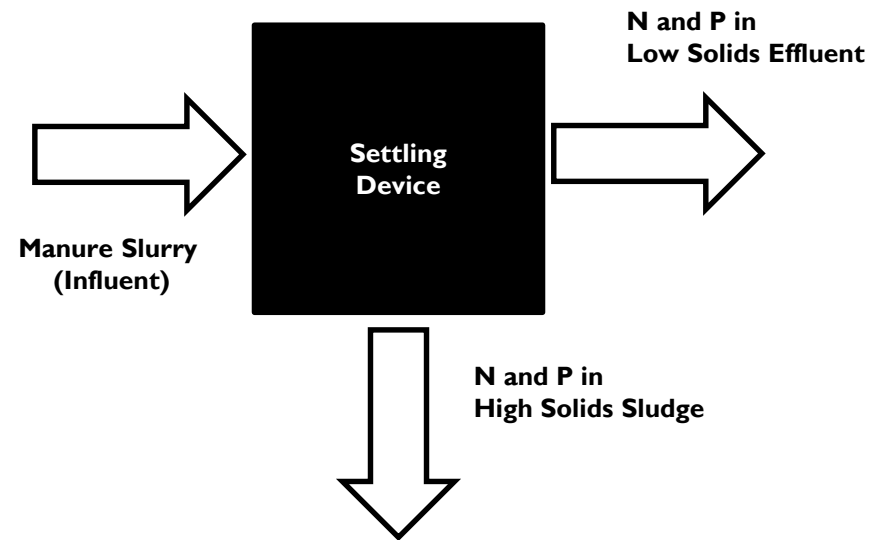 N and P in
Low Solids Effluent
Settling
Device
Manure Slurry
(Influent)
N and P in
High Solids Sludge